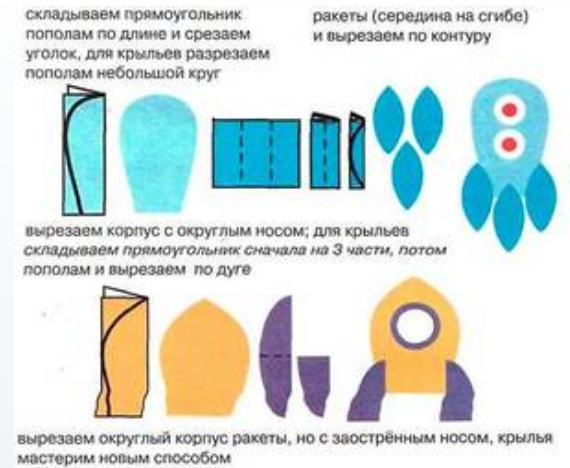 складываем прямоугольник
пополам по длине и срезаем
уголок, для крыльев разрезаем
пополам небольшой круг
ракеты (середина на сгибе)
и вырезаем по контуру
вырезаем корпус с округлым носом; для крыльев
складываем прямоугольник сначала на 3 части, потом
пополам и вырезаем по дуге
вырезаем округлый корпус ракеты, но с заострённым носом, крылья
мастерим новым способом